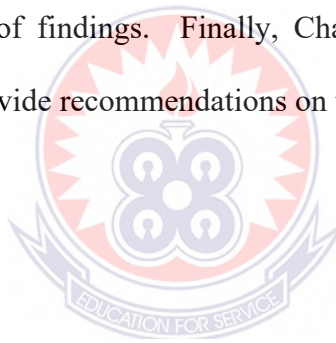 of findings. Finally, Cha
vide recommendations on
EDUCATION FOR SERVICE